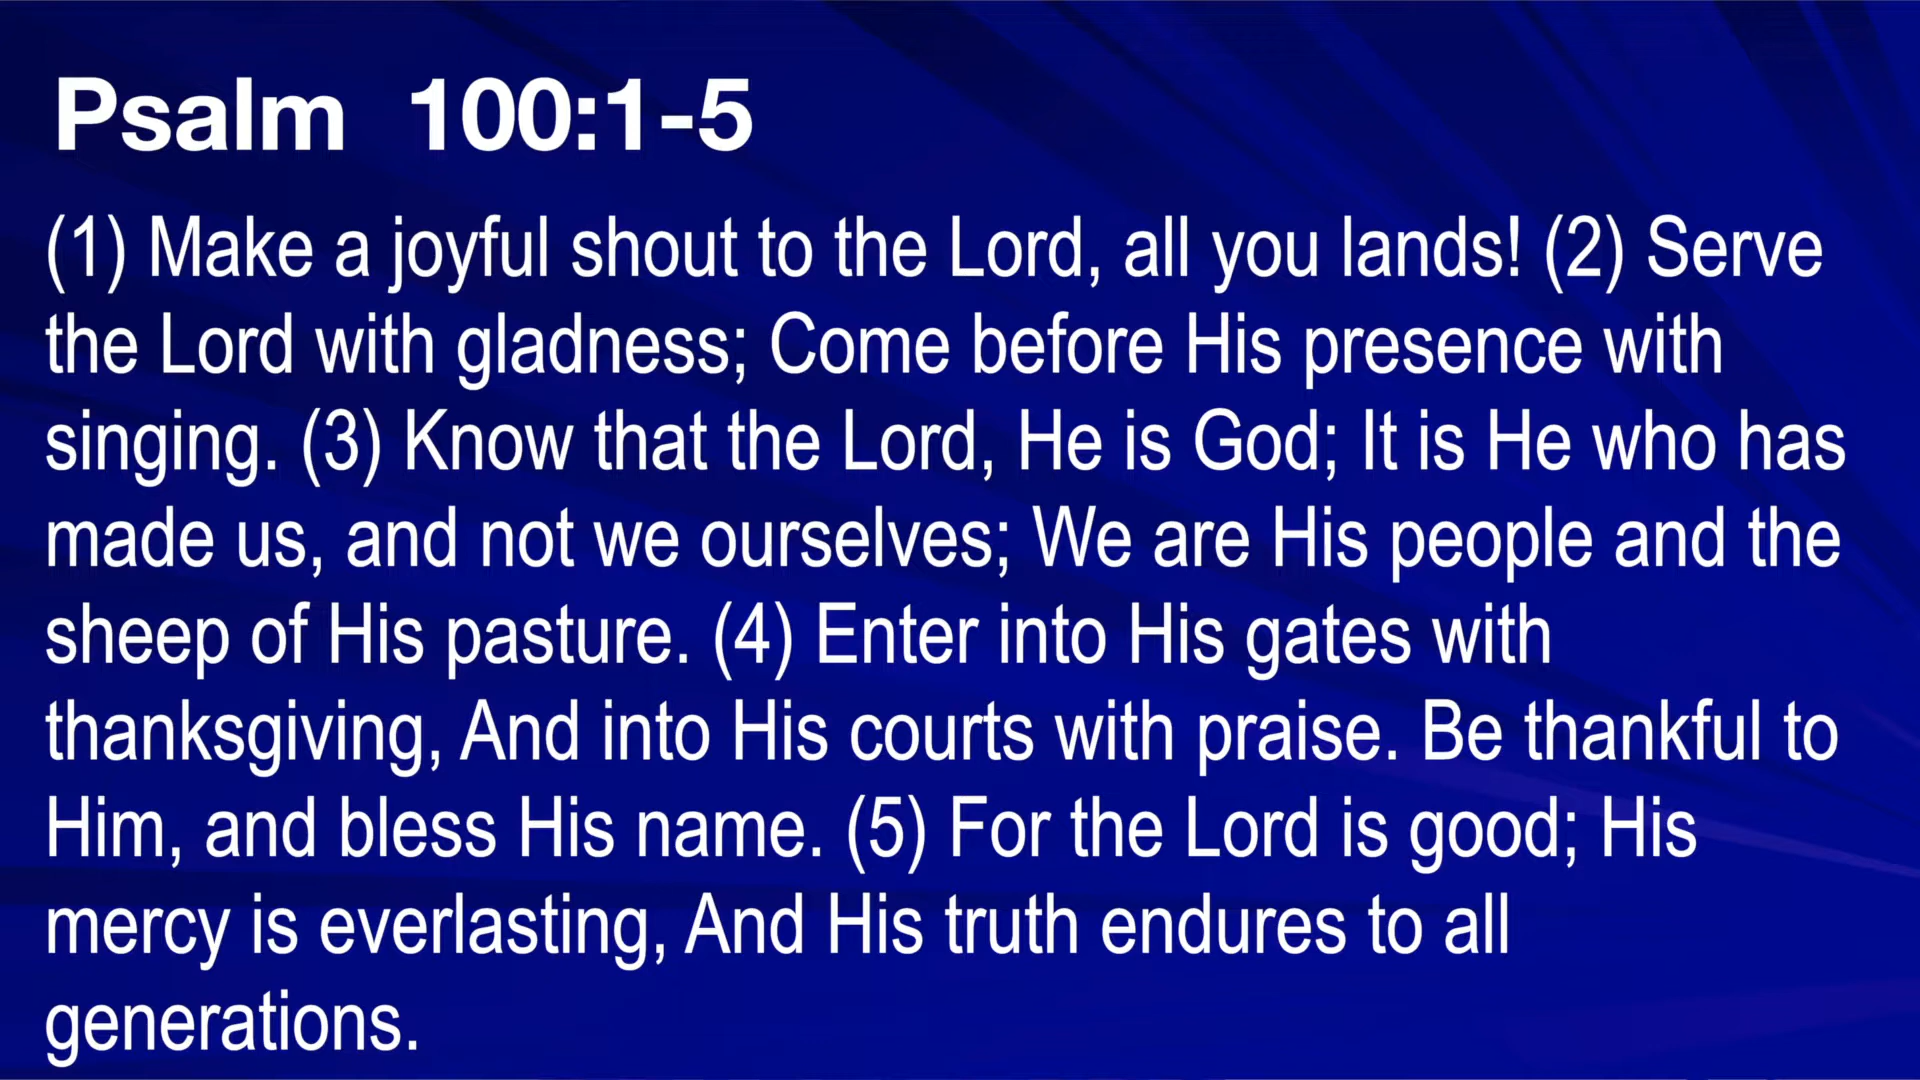 Psalm 100:1-5
(1) Make a joyful shout to the Lord, all you lands! (2) Serve
the Lord with gladness; Come before His presence with
singing. (3) Know that the Lord, He is God; It is He who has
made us, and not we ourselves; We are His people and the
sheep of His pasture. (4) Enter into His gates with
thanksgiving, And into His courts with praise. Be thankful to
Him, and bless His name. (5) For the Lord is good; His
mercy is everlasting, And His truth endures to all
generations.